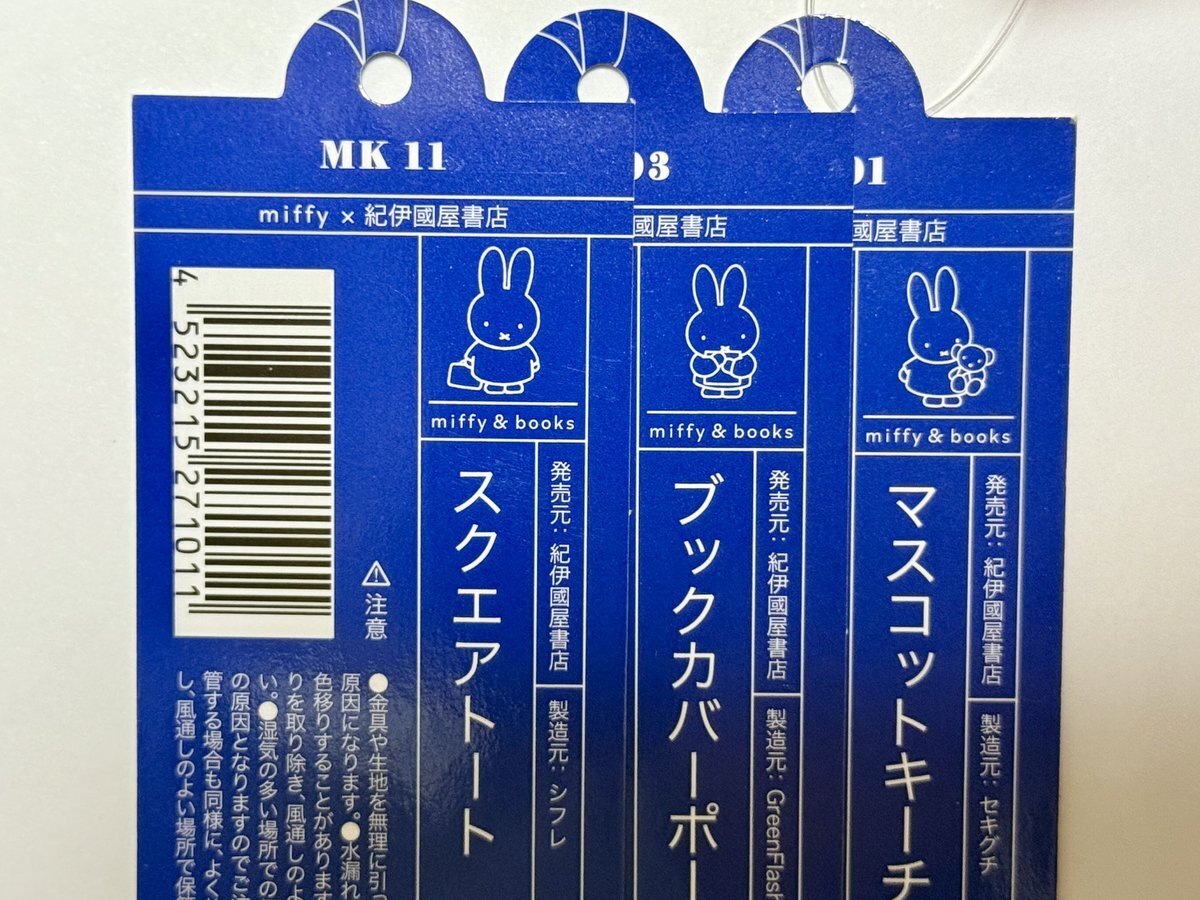 MK 11
miffy × 紀伊國屋書店
4 523215 271011
⚠注意
●金具や生地を無理に引っ
原因になります。●水漏れ
色移りすることがあります
りを取り除き、風通しのよ
い。●湿気の多い場所での
の原因となりますのでご注
管する場合も同様に、よく
し、風通しのよい場所で保管
miffy & books
発売元：紀伊國屋書店
製造元：シフレ
スクエアトート
03
國屋書店
miffy & books
発売元：紀伊國屋書店
製造元：GreenFlash
ブックカバーポー
01
國屋書店
miffy & books
発売元：紀伊國屋書店
製造元：セキグチ
マスコットキーチ